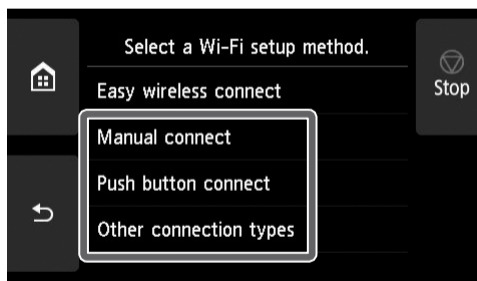 Select a Wi-Fi setup method.
Easy wireless connect
Stop
Manual connect
Push button connect
Other connection types